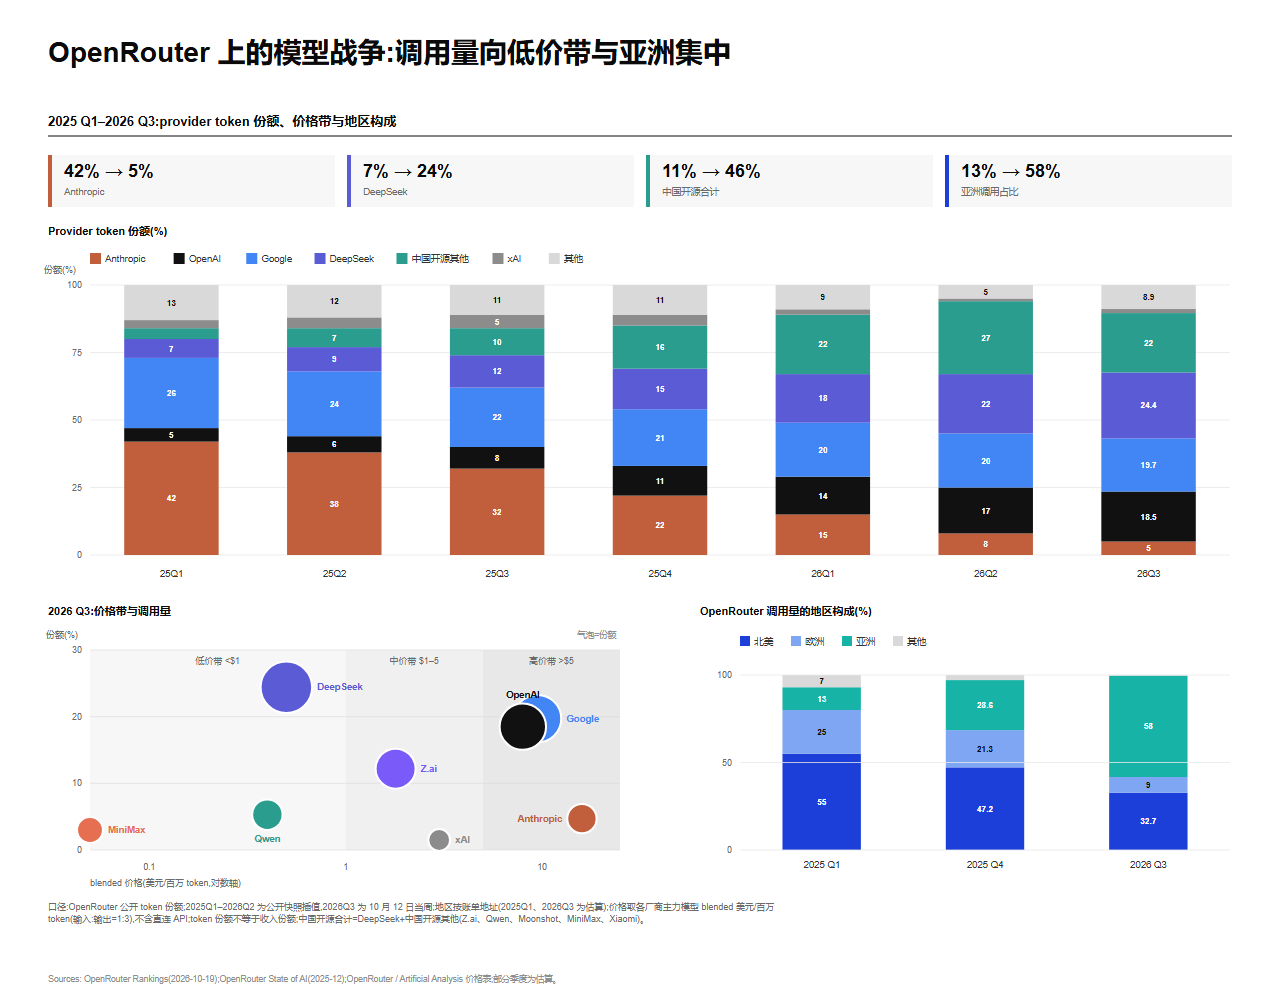 OpenRouter 上的模型战争:调用量向低价带与亚洲集中
2025 Q1–2026 Q3:provider token 份额、价格带与地区构成
42% → 5%
Anthropic
7% → 24%
DeepSeek
11% → 46%
中国开源合计
13% → 58%
亚洲调用占比
Provider token 份额(%)
Anthropic OpenAI Google DeepSeek 中国开源其他 xAI 其他
份额(%)
100
75
50
25
0
13
7
26
5
42
12
7
9
24
6
38
11
5
10
12
22
8
32
11
16
15
21
11
22
9
22
18
20
14
15
5
27
22
20
17
8
8.9
22
24.4
19.7
18.5
5
25Q1 25Q2 25Q3 25Q4 26Q1 26Q2 26Q3
2026 Q3:价格带与调用量
份额(%)
气泡=份额
30
20
10
0
低价带 <$1
中价带 $1–5
高价带 >$5
DeepSeek
OpenAI
Google
Z.ai
MiniMax
Qwen
xAI
Anthropic
0.1 1 10
blended 价格(美元/百万 token,对数轴)
OpenRouter 调用量的地区构成(%)
北美 欧洲 亚洲 其他
100
50
0
7
13
25
55
28.6
21.3
47.2
58
9
32.7
2025 Q1 2025 Q4 2026 Q3
口径:OpenRouter 公开 token 份额;2025Q1–2026Q2 为公开快照插值,2026Q3 为 10 月 12 日当周;地区按账单地址(2025Q1、2026Q3 为估算);价格取各厂商主力模型 blended 美元/百万
token(输入:输出=1:3),不含直连 API;token 份额不等于收入份额;中国开源合计=DeepSeek+中国开源其他(Z.ai、Qwen、Moonshot、MiniMax、Xiaomi)。
Sources: OpenRouter Rankings(2026-10-19);OpenRouter State of AI(2025-12);OpenRouter / Artificial Analysis 价格表;部分季度为估算。